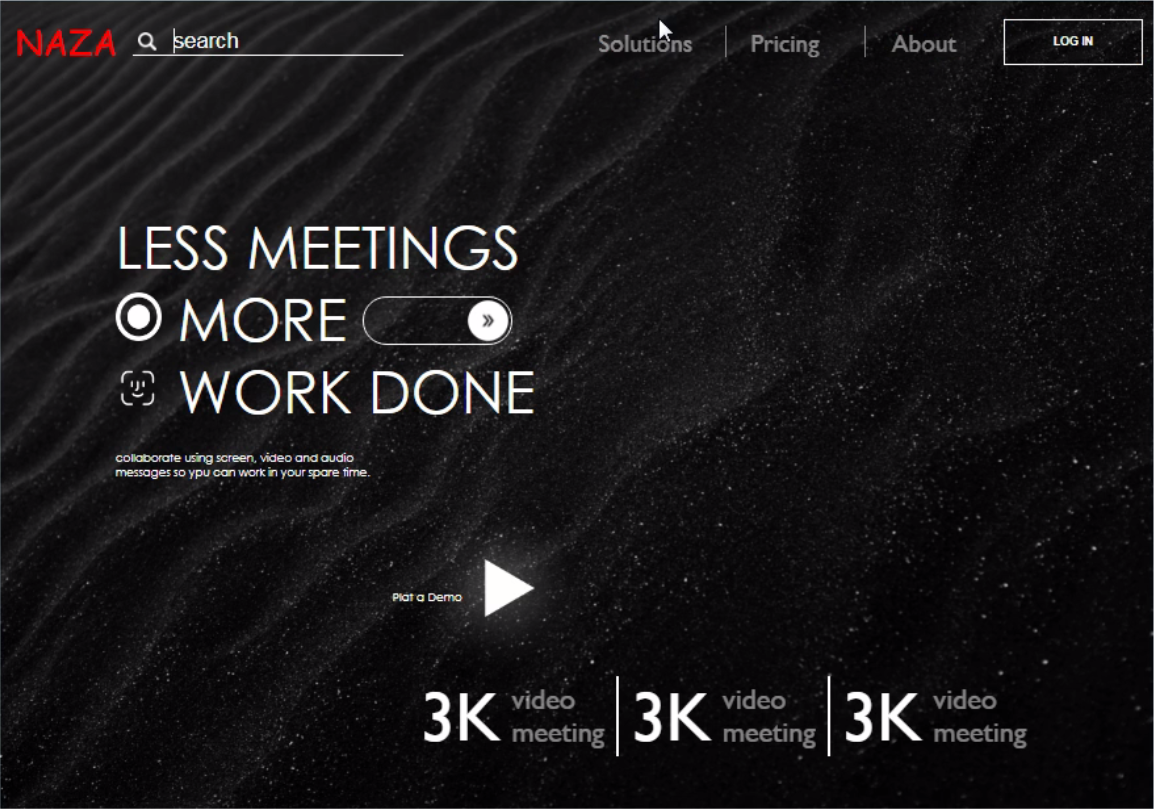 NAZA
search
Solutions
Pricing
About
LOG IN
LESS MEETINGS
MORE »
WORK DONE
collaborate using screen, video and audio
messages so ypu can work in your spare time.
Plat a Demo
3K video meeting
3K video meeting
3K video meeting